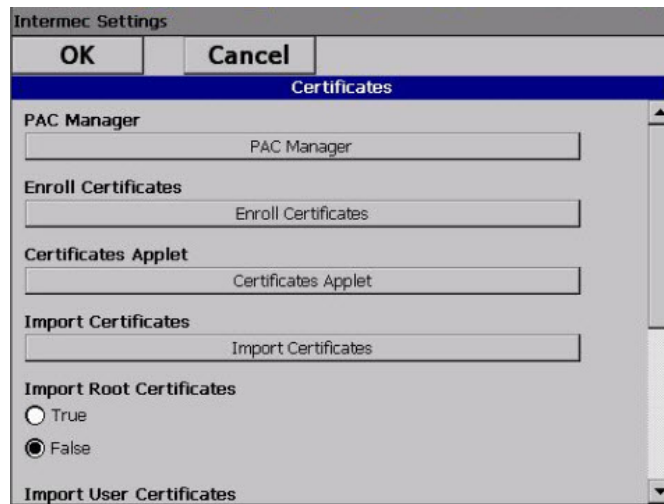 Intermec Settings
OK Cancel
Certificates
PAC Manager
PAC Manager
Enroll Certificates
Enroll Certificates
Certificates Applet
Certificates Applet
Import Certificates
Import Certificates
Import Root Certificates
True
False
Import User Certificates